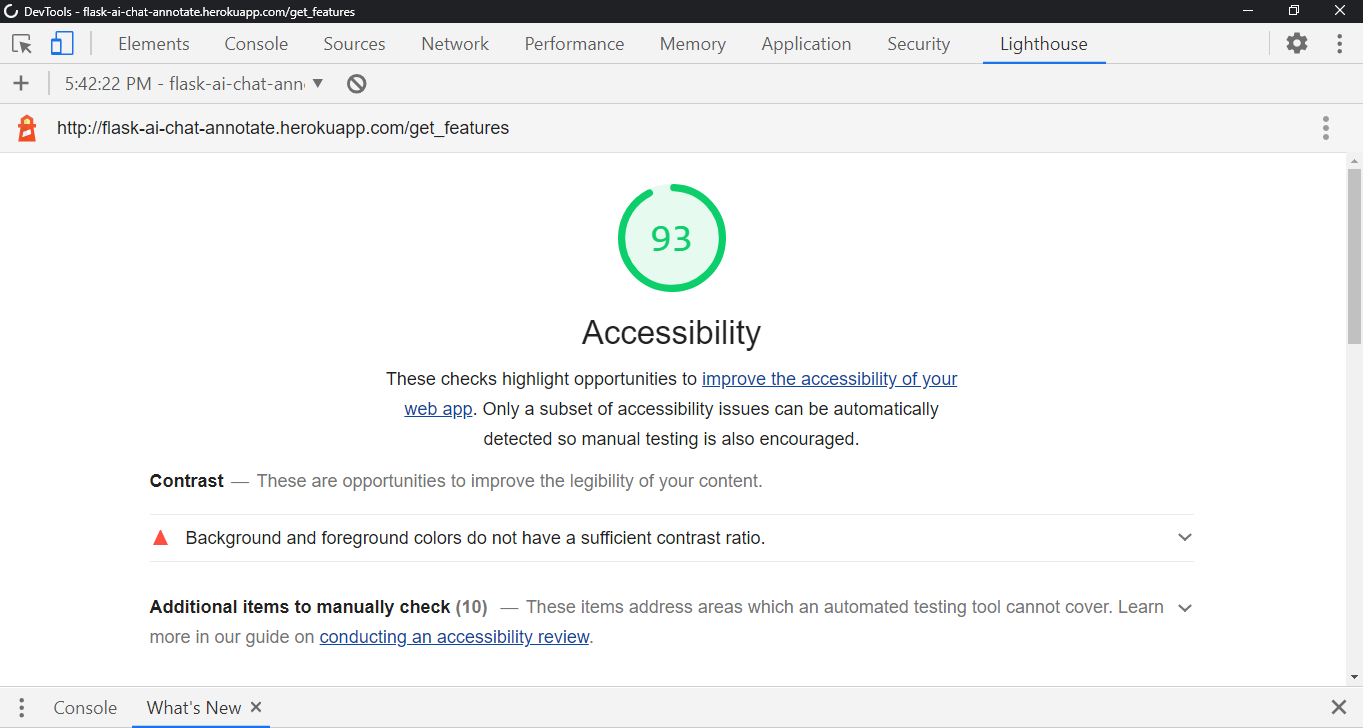 DevTools - flask-ai-chat-annotate.herokuapp.com/get_features
Elements Console Sources Network Performance Memory Application Security Lighthouse
5:42:22 PM - flask-ai-chat-ann
http://flask-ai-chat-annotate.herokuapp.com/get_features
93
Accessibility
These checks highlight opportunities to improve the accessibility of your
web app. Only a subset of accessibility issues can be automatically
detected so manual testing is also encouraged.
Contrast — These are opportunities to improve the legibility of your content.
Background and foreground colors do not have a sufficient contrast ratio.
Additional items to manually check (10) — These items address areas which an automated testing tool cannot cover. Learn
more in our guide on conducting an accessibility review.
Console What's New